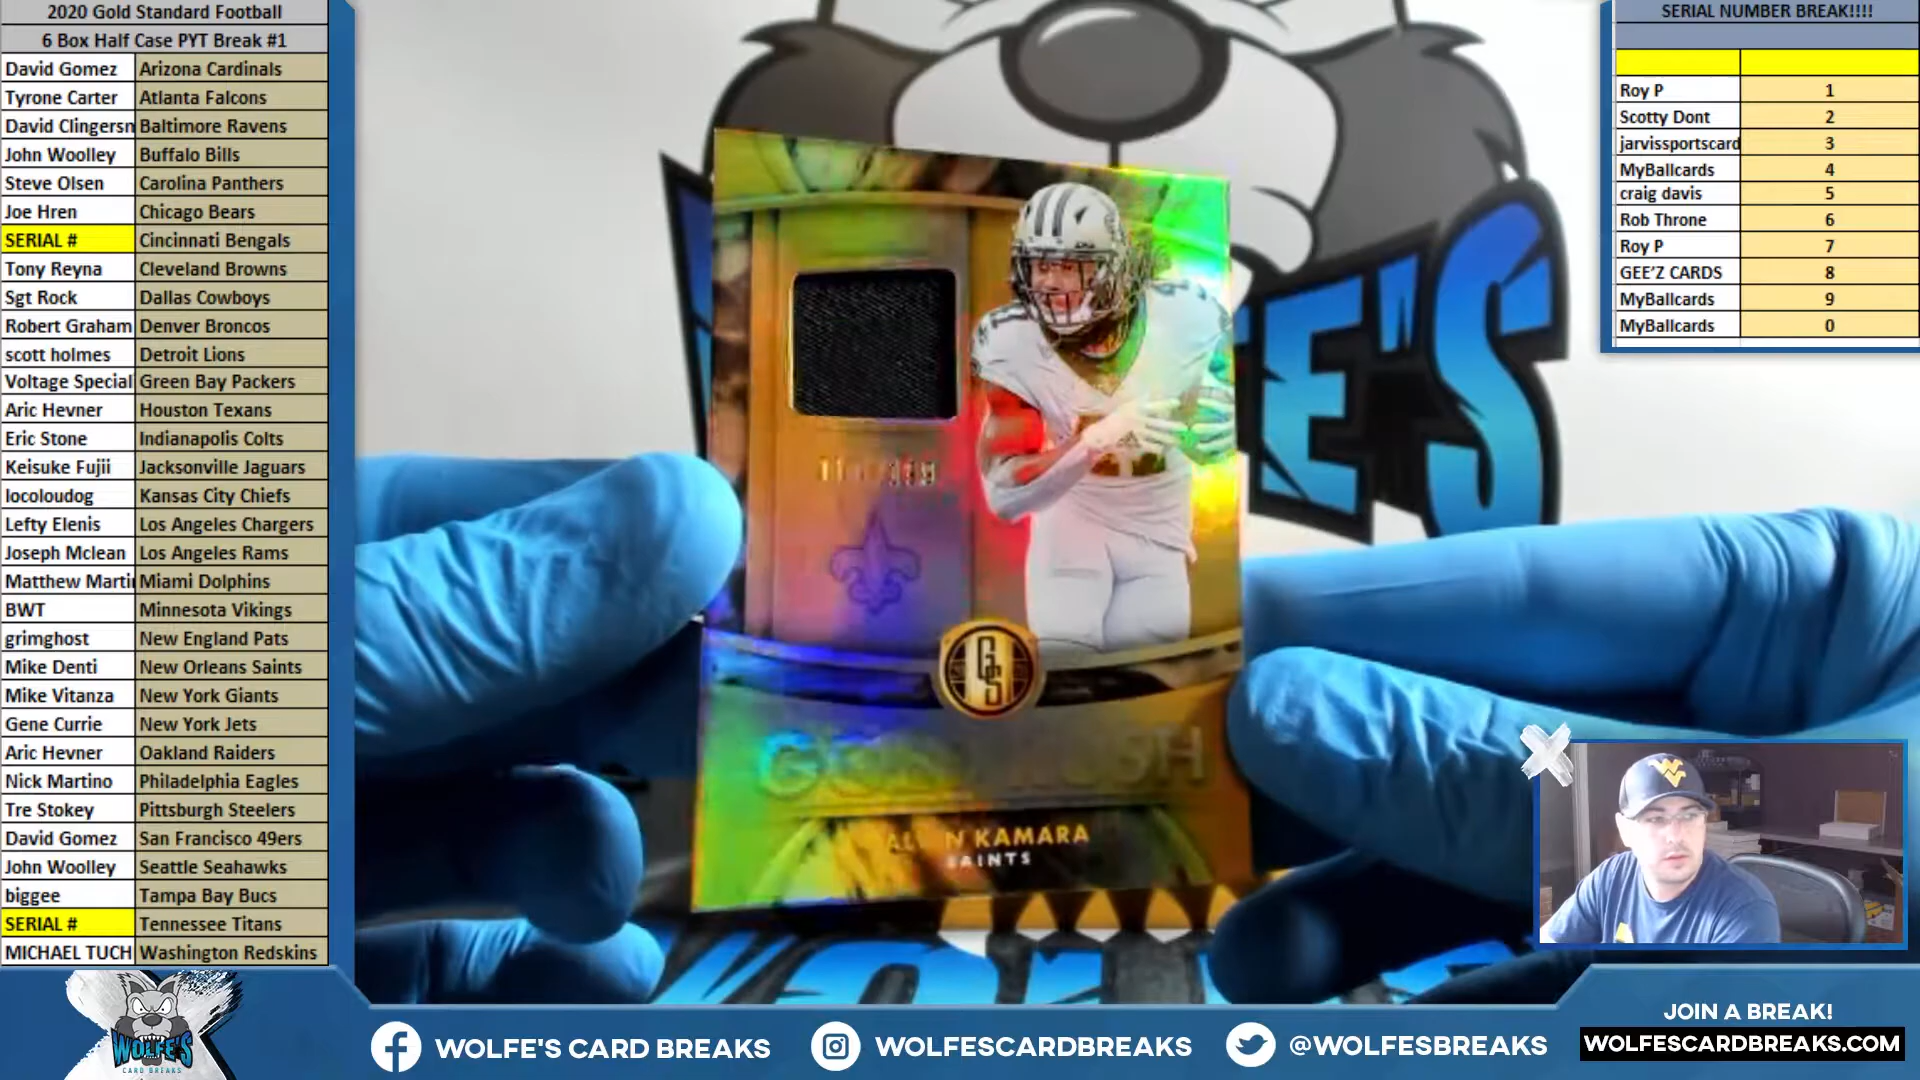 2020 Gold Standard Football
6 Box Half Case PYT Break #1
David Gomez Arizona Cardinals
Tyrone Carter Atlanta Falcons
David Clingersn Baltimore Ravens
John Woolley Buffalo Bills
Steve Olsen Carolina Panthers
Joe Hren Chicago Bears
SERIAL # Cincinnati Bengals
Tony Reyna Cleveland Browns
Sgt Rock Dallas Cowboys
Robert Graham Denver Broncos
scott holmes Detroit Lions
Voltage Special Green Bay Packers
Aric Hevner Houston Texans
Eric Stone Indianapolis Colts
Keisuke Fujii Jacksonville Jaguars
locoloudog Kansas City Chiefs
Lefty Elenis Los Angeles Chargers
Joseph Mclean Los Angeles Rams
Matthew Marti Miami Dolphins
BWT Minnesota Vikings
grimghost New England Pats
Mike Denti New Orleans Saints
Mike Vitanza New York Giants
Gene Currie New York Jets
Aric Hevner Oakland Raiders
Nick Martino Philadelphia Eagles
Tre Stokey Pittsburgh Steelers
David Gomez San Francisco 49ers
John Woolley Seattle Seahawks
biggee Tampa Bay Bucs
SERIAL # Tennessee Titans
MICHAEL TUCH Washington Redskins
SERIAL NUMBER BREAK!!!!
Roy P 1
Scotty Dont 2
jarvissportscard 3
MyBallcards 4
craig davis 5
Rob Throne 6
Roy P 7
GEE'Z CARDS 8
MyBallcards 9
MyBallcards 0
GS
KAMARA
SAINTS
WOLFE'S
CARD BREAKS
WOLFE'S CARD BREAKS
WOLFESCARDBREAKS
@WOLFESBREAKS
JOIN A BREAK!
WOLFESCARDBREAKS.COM